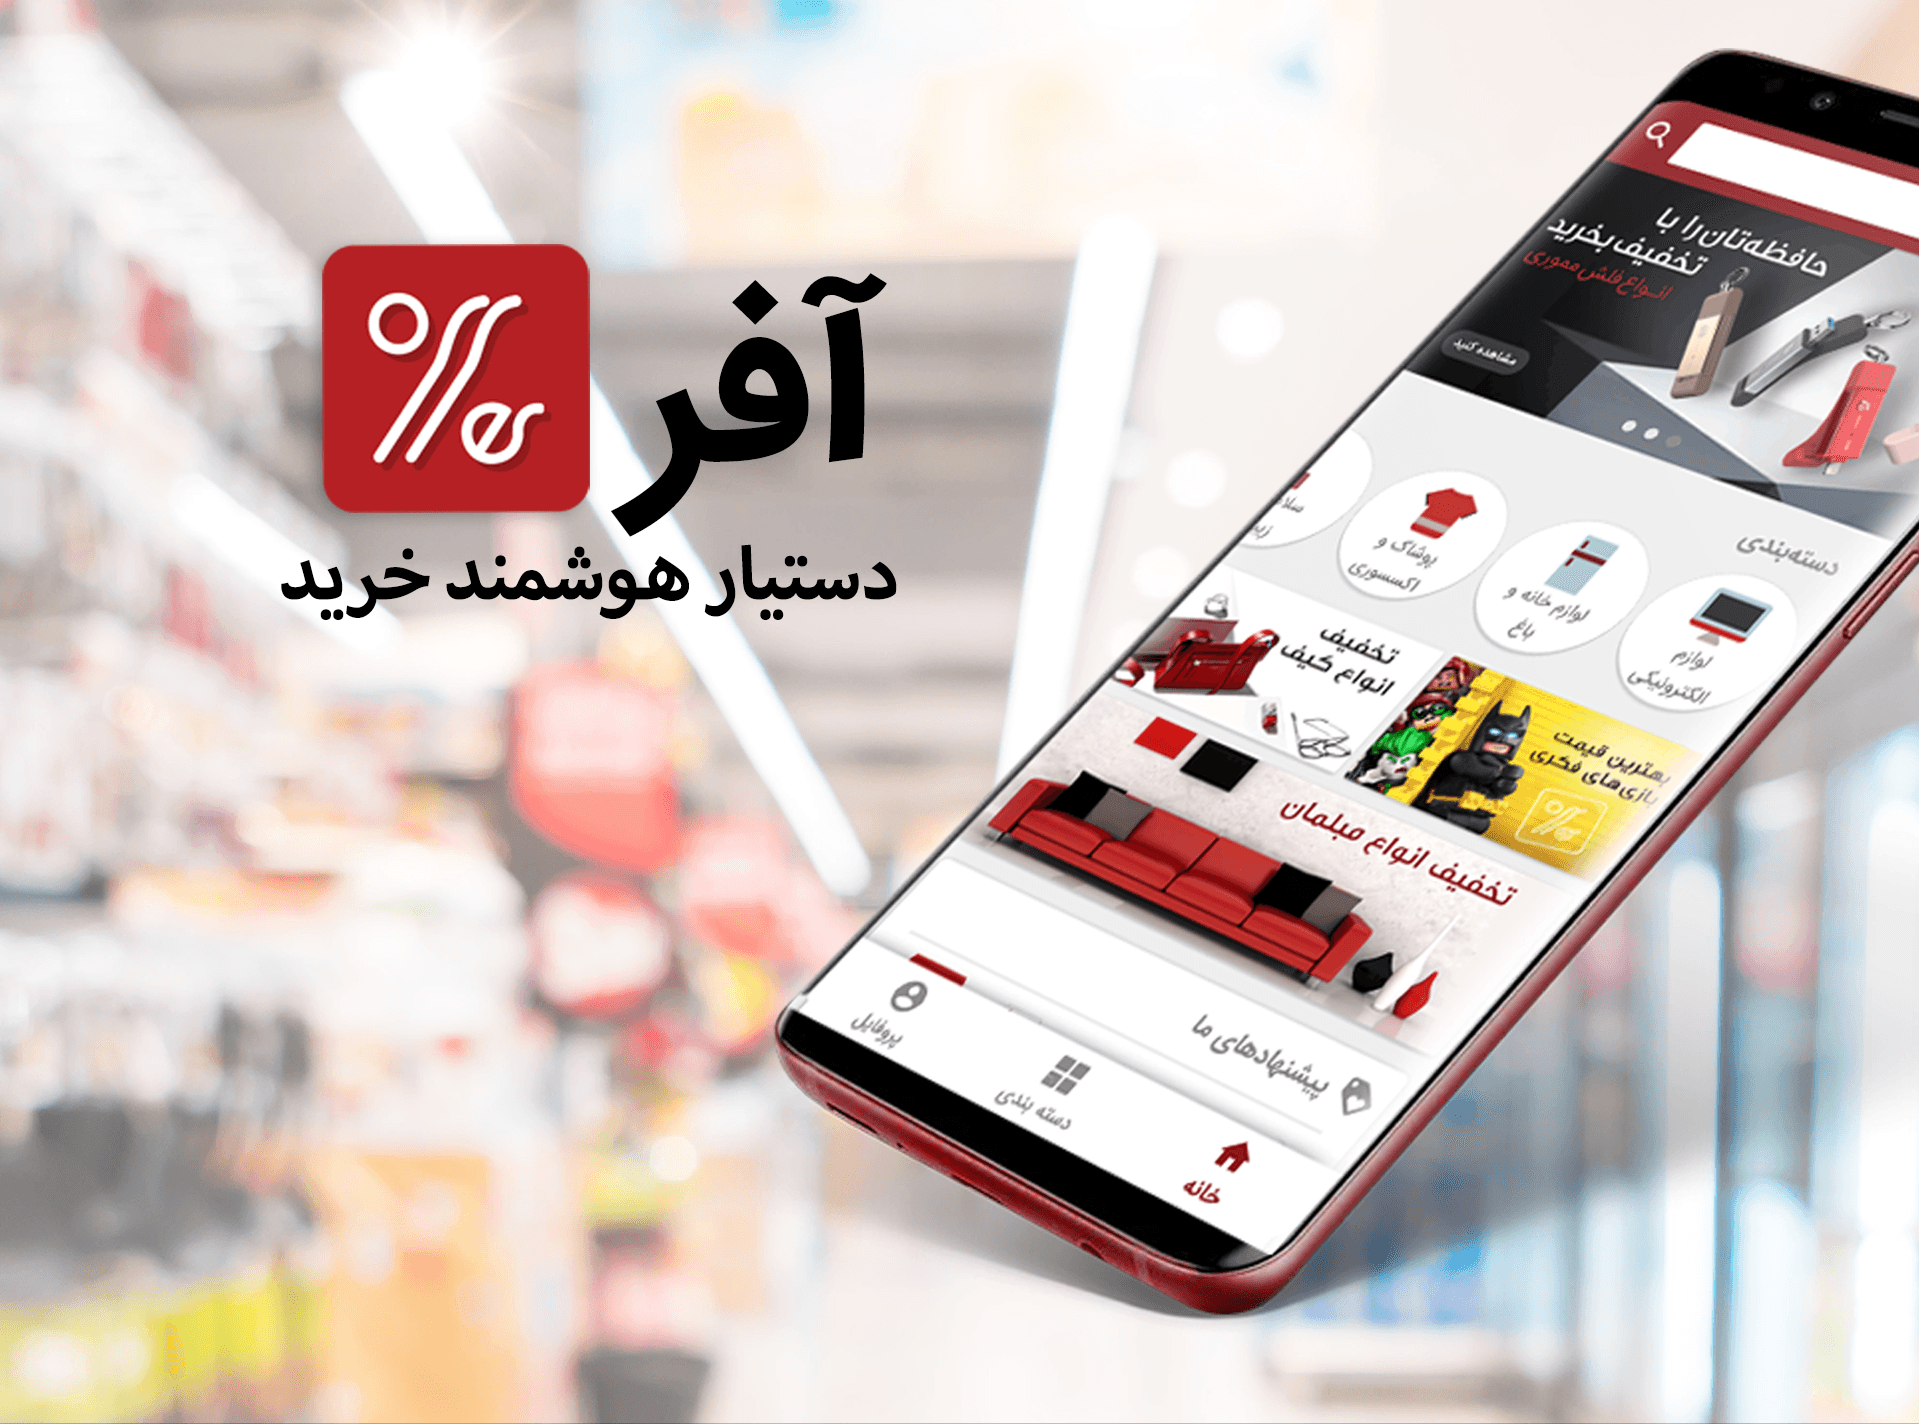 آفر
offer
دستیار هوشمند خرید
حافظه‌تان را با
تخفیف بخرید
انواع فلش مموری
مشاهده کنید
دسته‌بندی
لوازم
الکترونیکی
لوازم خانه و
باغ
پوشاک و
اکسسوری
تخفیف
انواع کیف
بهترین قیمت
بازی‌های فکری
تخفیف انواع مبلمان
پیشنهادهای ما
خانه
دسته بندی
پروفایل